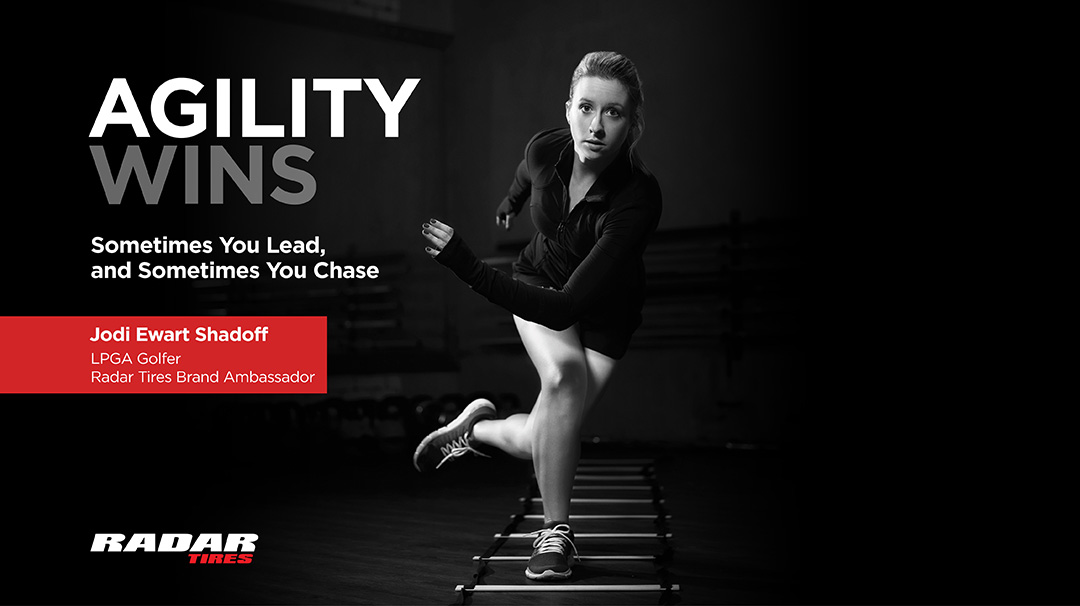 AGILITY
WINS
Sometimes You Lead,
and Sometimes You Chase
Jodi Ewart Shadoff
LPGA Golfer
Radar Tires Brand Ambassador
RADAR
TIRES